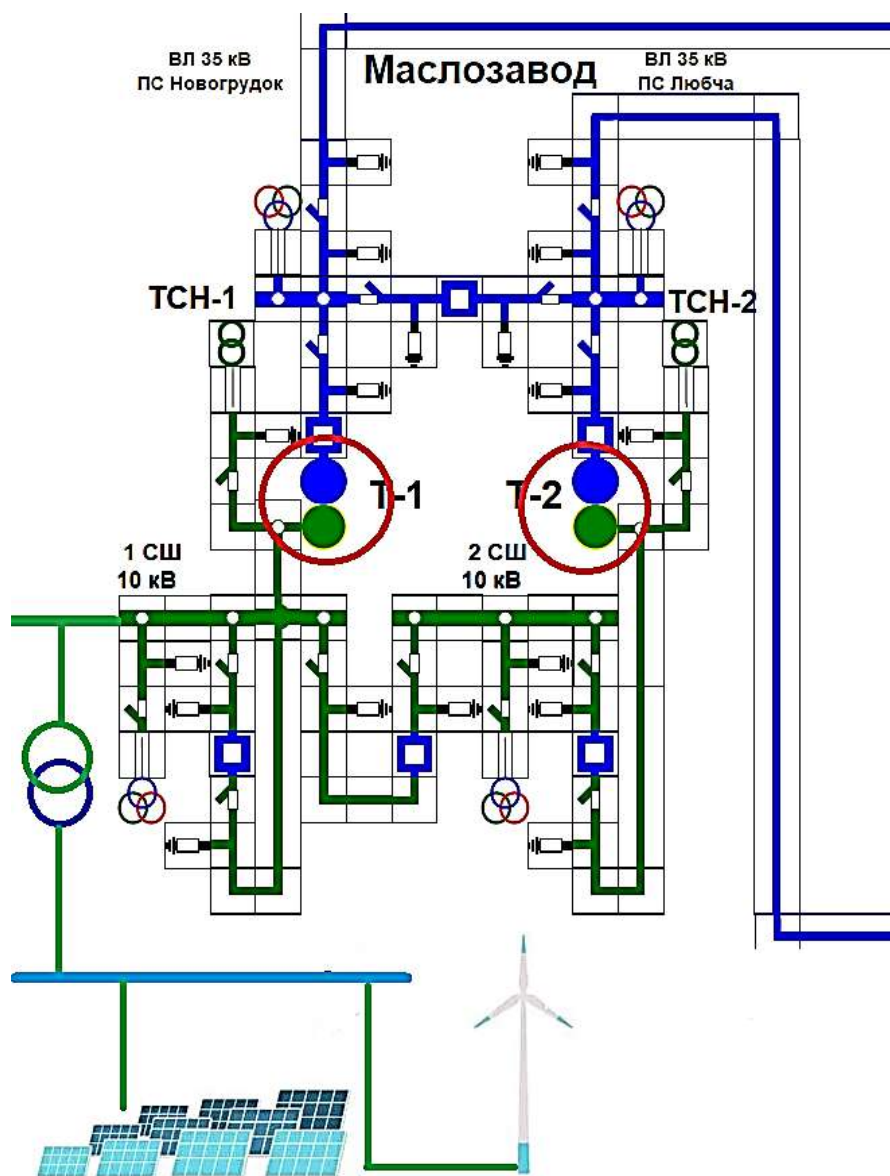 ВЛ 35 кВ
ПС Новогрудок
Маслозавод
ВЛ 35 кВ
ПС Любча
ТСН-1
ТСН-2
Т-1
Т-2
1 СШ
10 кВ
2 СШ
10 кВ